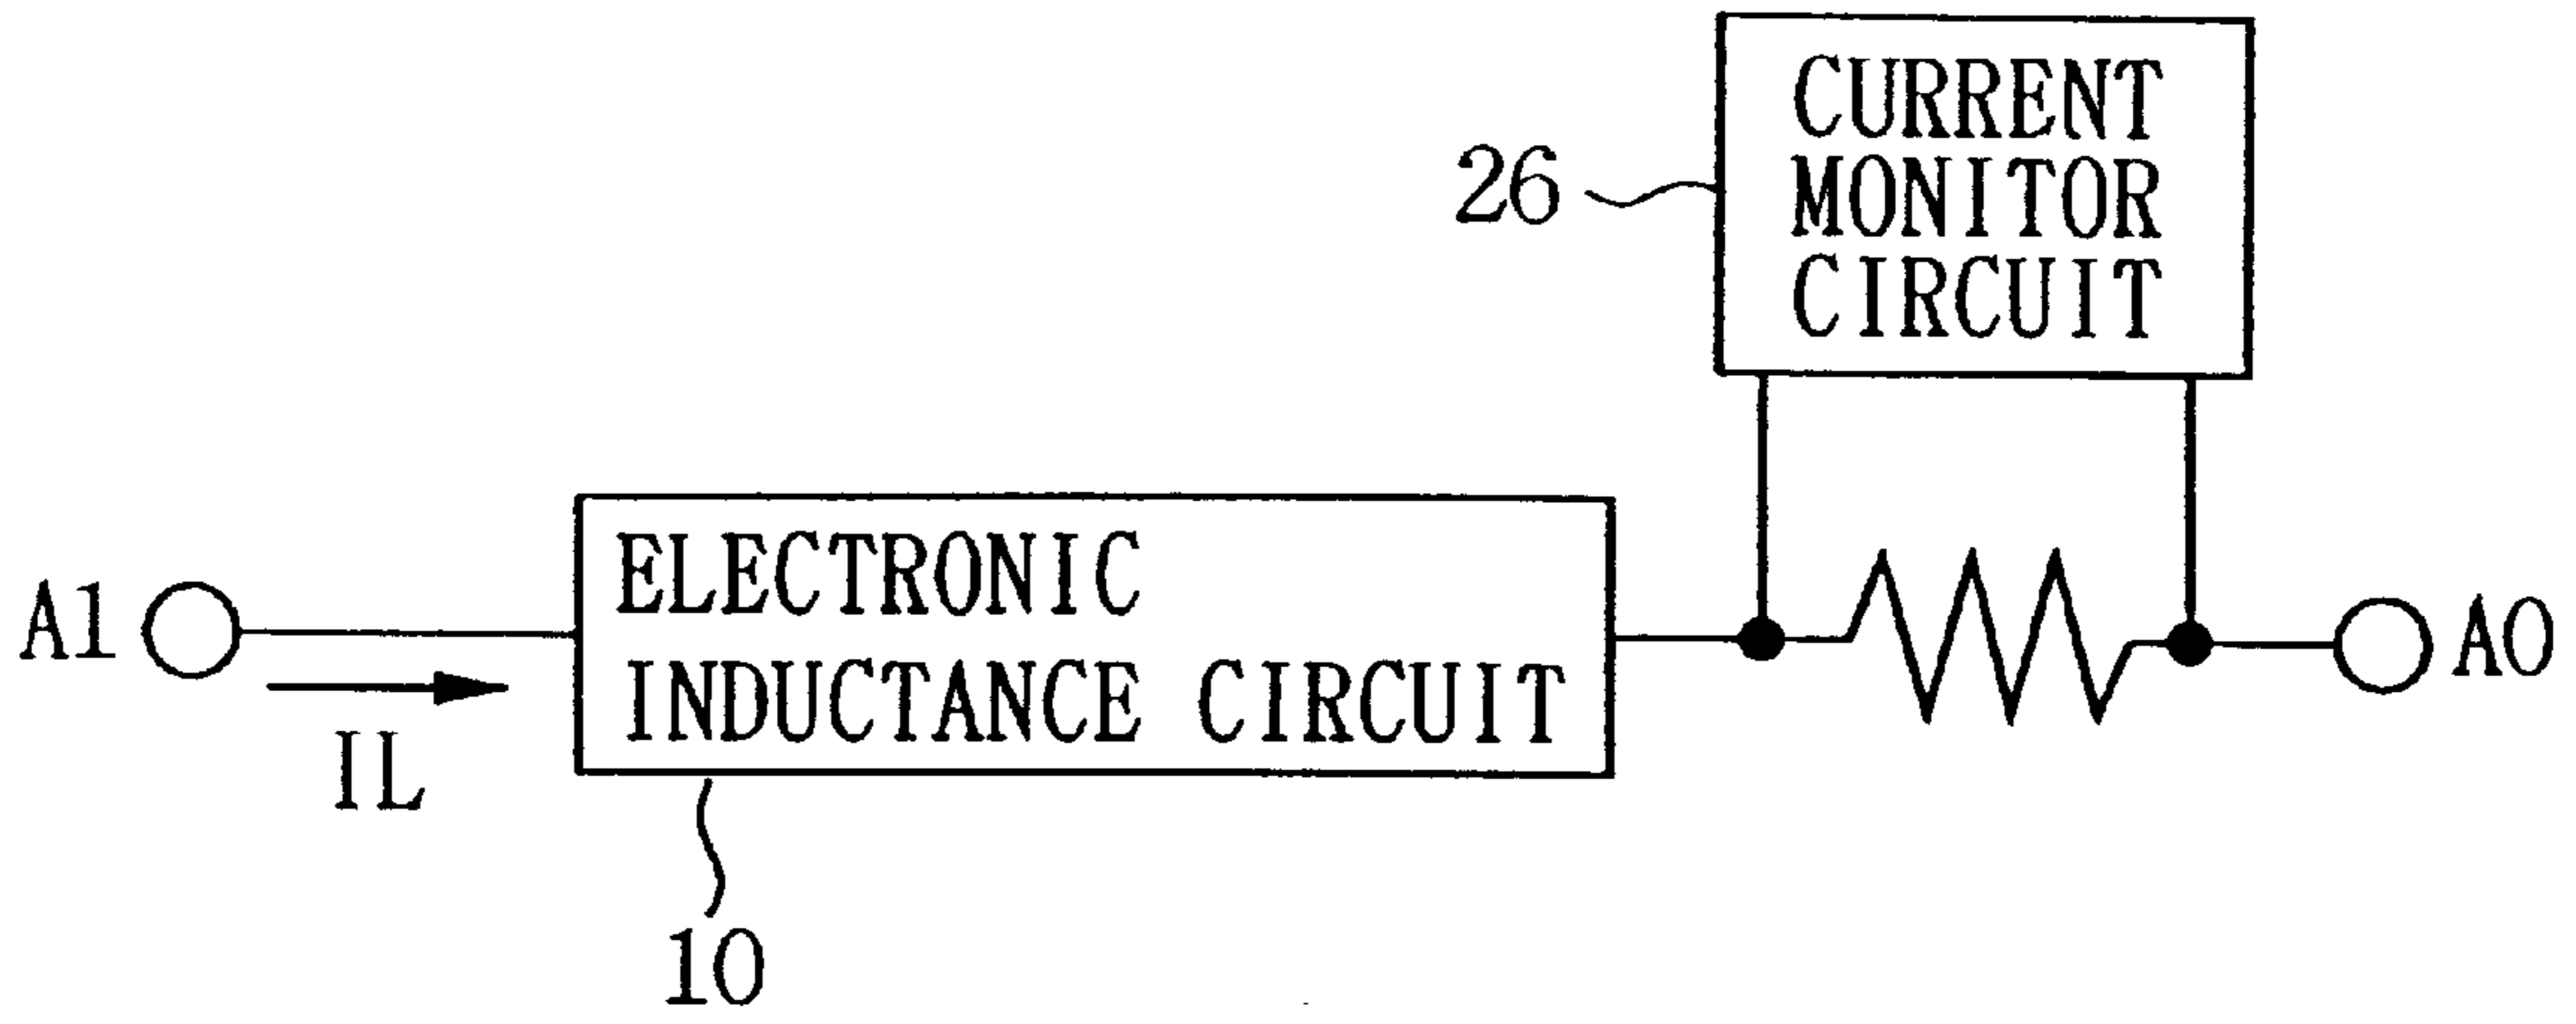 CURRENT
MONITOR
CIRCUIT
26
ELECTRONIC
INDUCTANCE CIRCUIT
A1
A0
IL
10